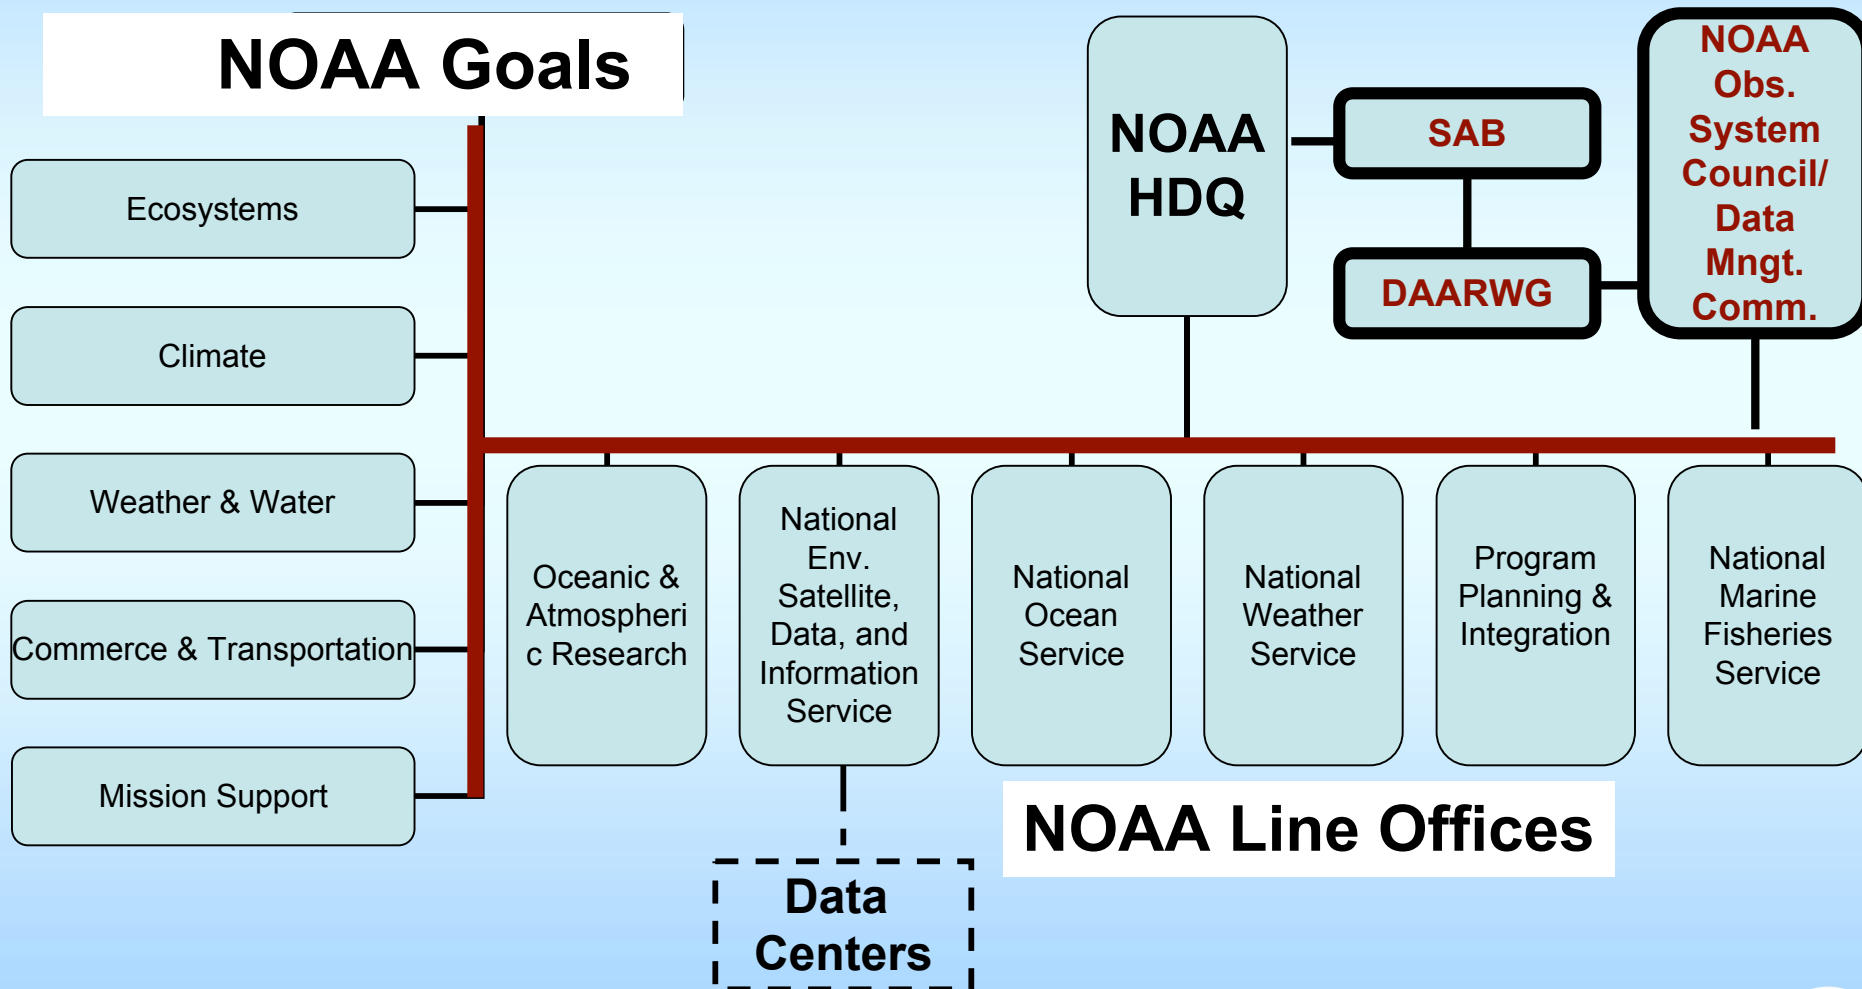 NOAA Goals
Ecosystems
Climate
Weather & Water
Commerce & Transportation
Mission Support
NOAA
HDQ
SAB
DAARWG
NOAA
Obs.
System
Council/
Data
Mngt.
Comm.
Oceanic &
Atmospheri
c Research
National
Env.
Satellite,
Data, and
Information
Service
National
Ocean
Service
National
Weather
Service
Program
Planning &
Integration
National
Marine
Fisheries
Service
NOAA Line Offices
Data
Centers